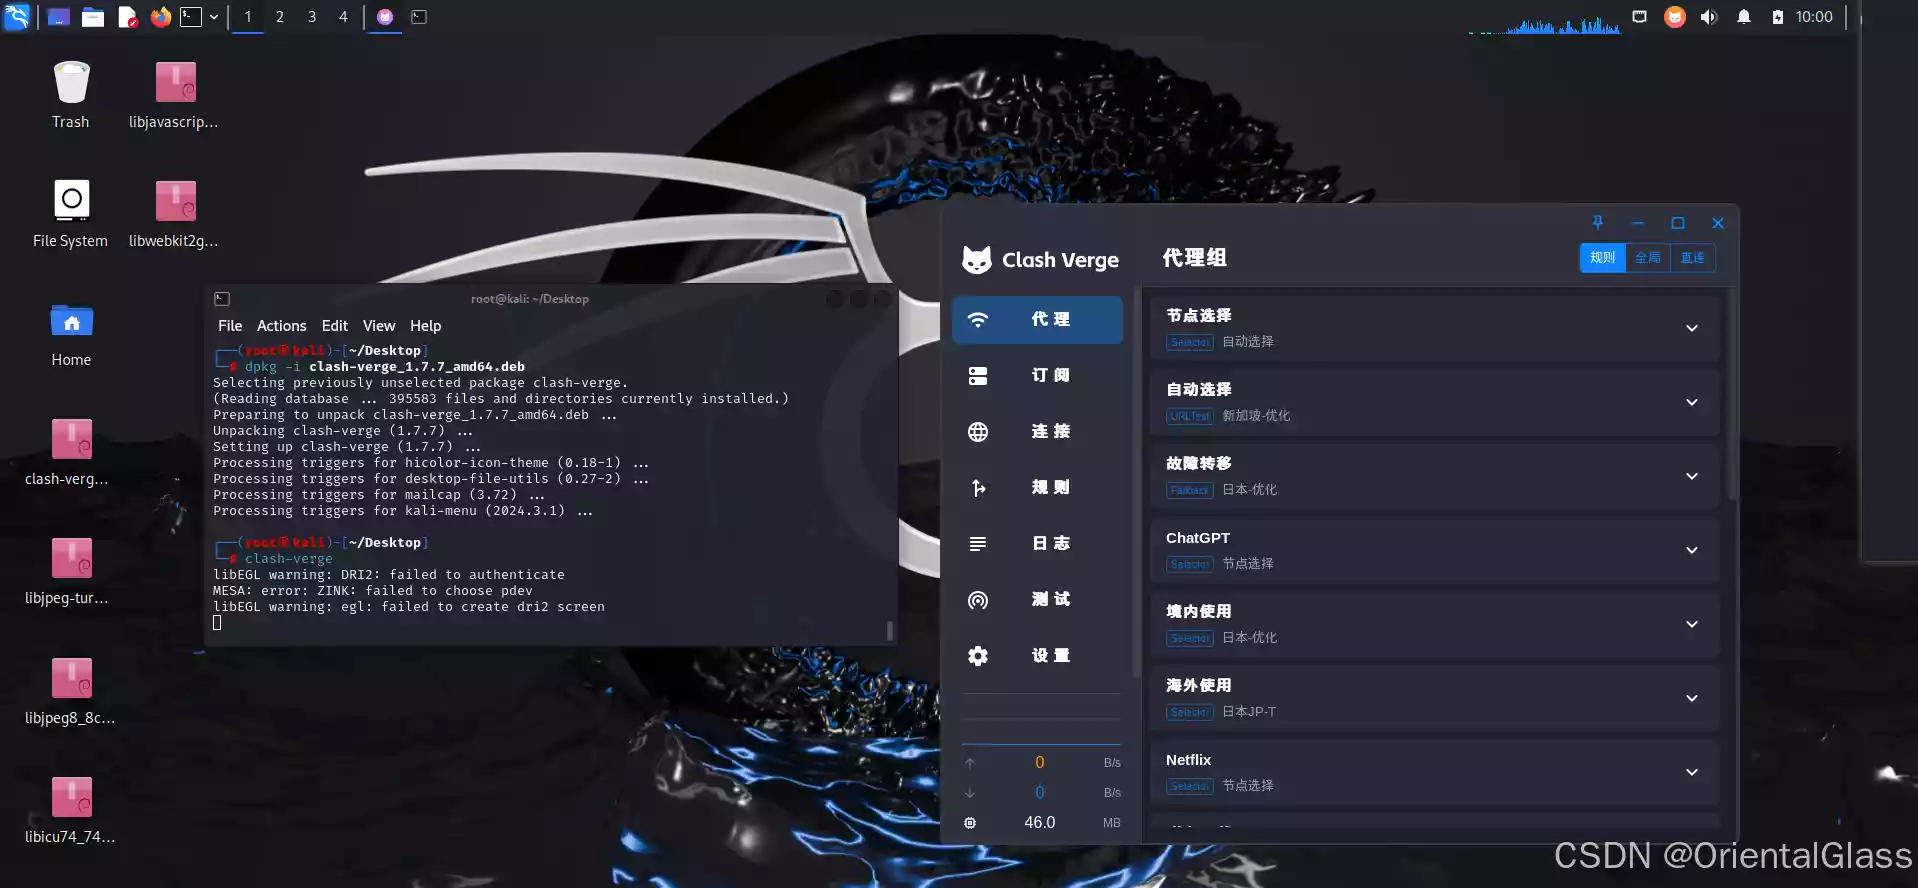 1 2 3 4
10:00
Trash
libjavascrip...
File System
libwebkit2g...
Home
clash-verg...
libjpeg-tur...
libjpeg8_8c...
libicu74_74...
root@kali: ~/Desktop
File Actions Edit View Help
┌──(root㉿kali)-[~/Desktop]
└─# dpkg -i clash-verge_1.7.7_amd64.deb
Selecting previously unselected package clash-verge.
(Reading database ... 395583 files and directories currently installed.)
Preparing to unpack clash-verge_1.7.7_amd64.deb ...
Unpacking clash-verge (1.7.7) ...
Setting up clash-verge (1.7.7) ...
Processing triggers for hicolor-icon-theme (0.18-1) ...
Processing triggers for desktop-file-utils (0.27-2) ...
Processing triggers for mailcap (3.72) ...
Processing triggers for kali-menu (2024.3.1) ...
┌──(root㉿kali)-[~/Desktop]
└─# clash-verge
libEGL warning: DRI2: failed to authenticate
MESA: error: ZINK: failed to choose pdev
libEGL warning: egl: failed to create dri2 screen
Clash Verge
代理
订阅
连接
规则
日志
测试
设置
0 B/s
0 B/s
46.0 MB
代理组
规则 全局 直连
节点选择
Selector 自动选择
自动选择
URLTest 新加坡-优化
故障转移
Fallback 日本-优化
ChatGPT
Selector 节点选择
境内使用
Selector 日本-优化
海外使用
Selector 日本JP-T
Netflix
Selector 节点选择
CSDN @OrientalGlass